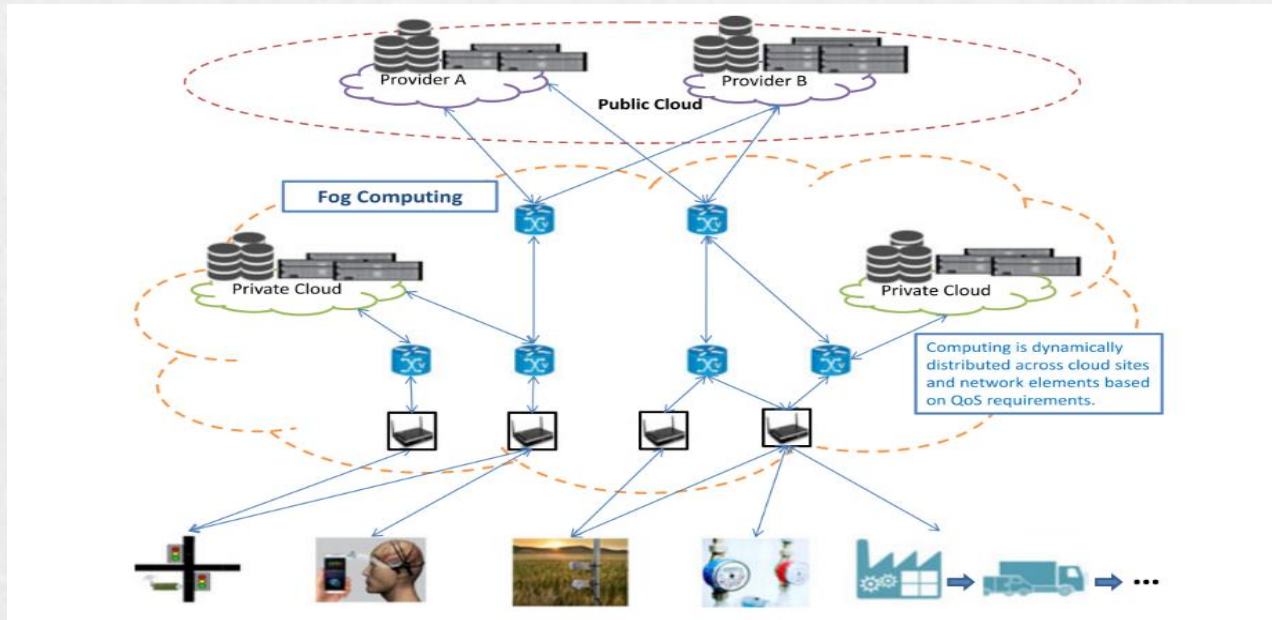 Provider A
Provider B
Public Cloud
Fog Computing
Private Cloud
Private Cloud
Computing is dynamically
distributed across cloud sites
and network elements based
on QoS requirements.
...